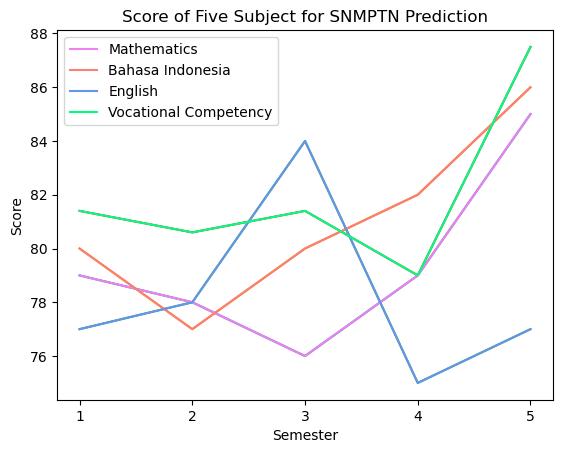 Score of Five Subject for SNMPTN Prediction
Mathematics
Bahasa Indonesia
English
Vocational Competency
88
86
84
82
80
78
76
Score
1 2 3 4 5
Semester